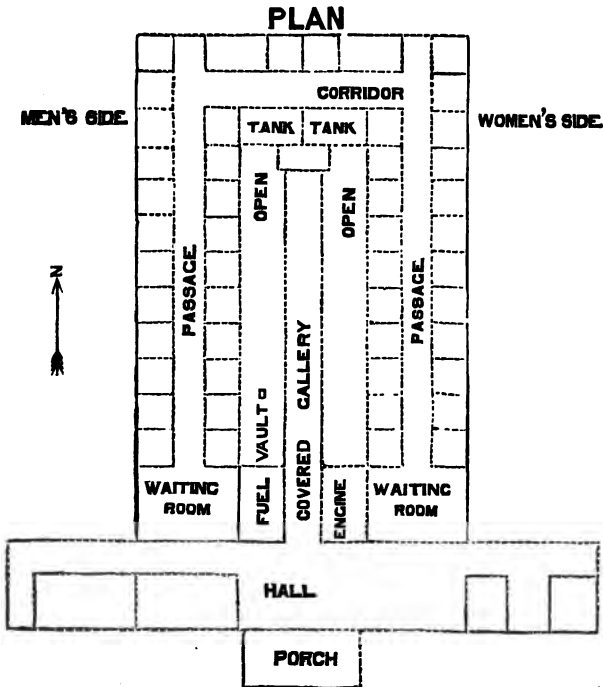 PLAN
CORRIDOR
MEN'S SIDE
TANK TANK
WOMEN'S SIDE
OPEN
OPEN
N
PASSAGE
PASSAGE
COVERED GALLERY
VAULT
FUEL
ENGINE
WAITING
ROOM
WAITING
ROOM
HALL
PORCH